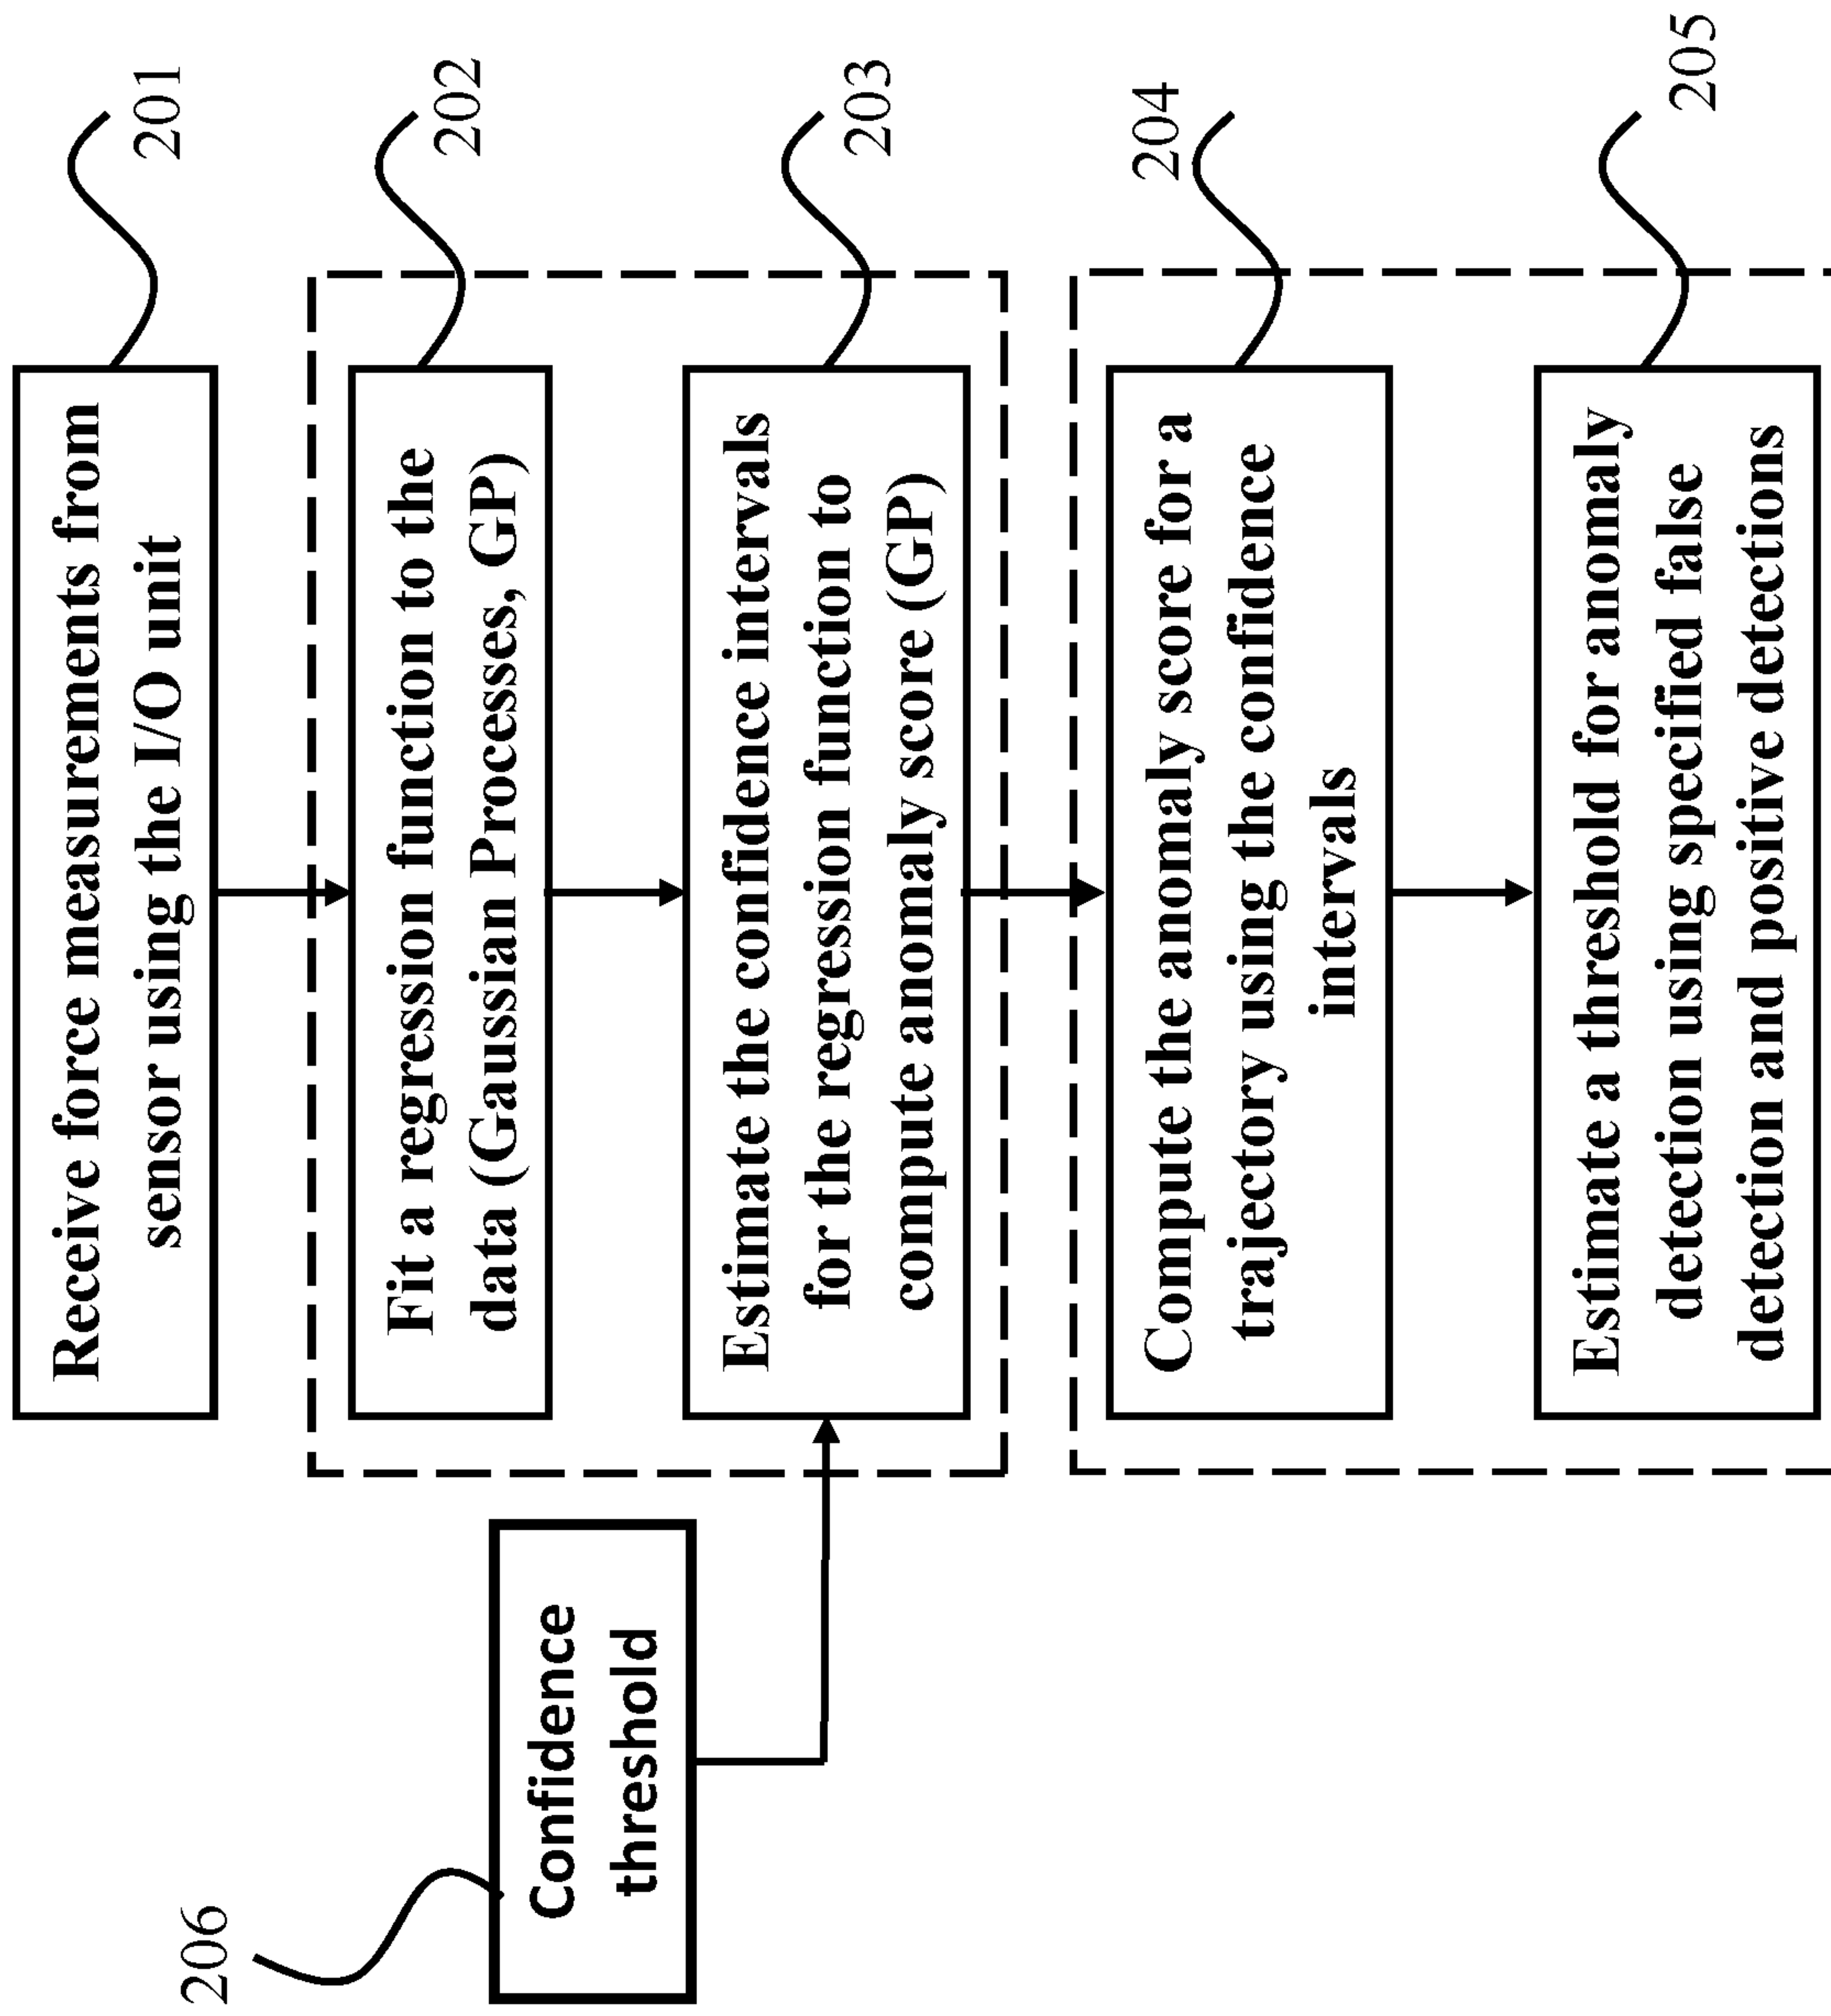 Receive force measurements from
sensor using the I/O unit
201
Fit a regression function to the
data (Gaussian Processes, GP)
202
Estimate the confidence intervals
for the regression function to
compute anomaly score (GP)
203
Compute the anomaly score for a
trajectory using the confidence
intervals
204
Estimate a threshold for anomaly
detection using specified false
detection and positive detections
205
206
Confidence
threshold